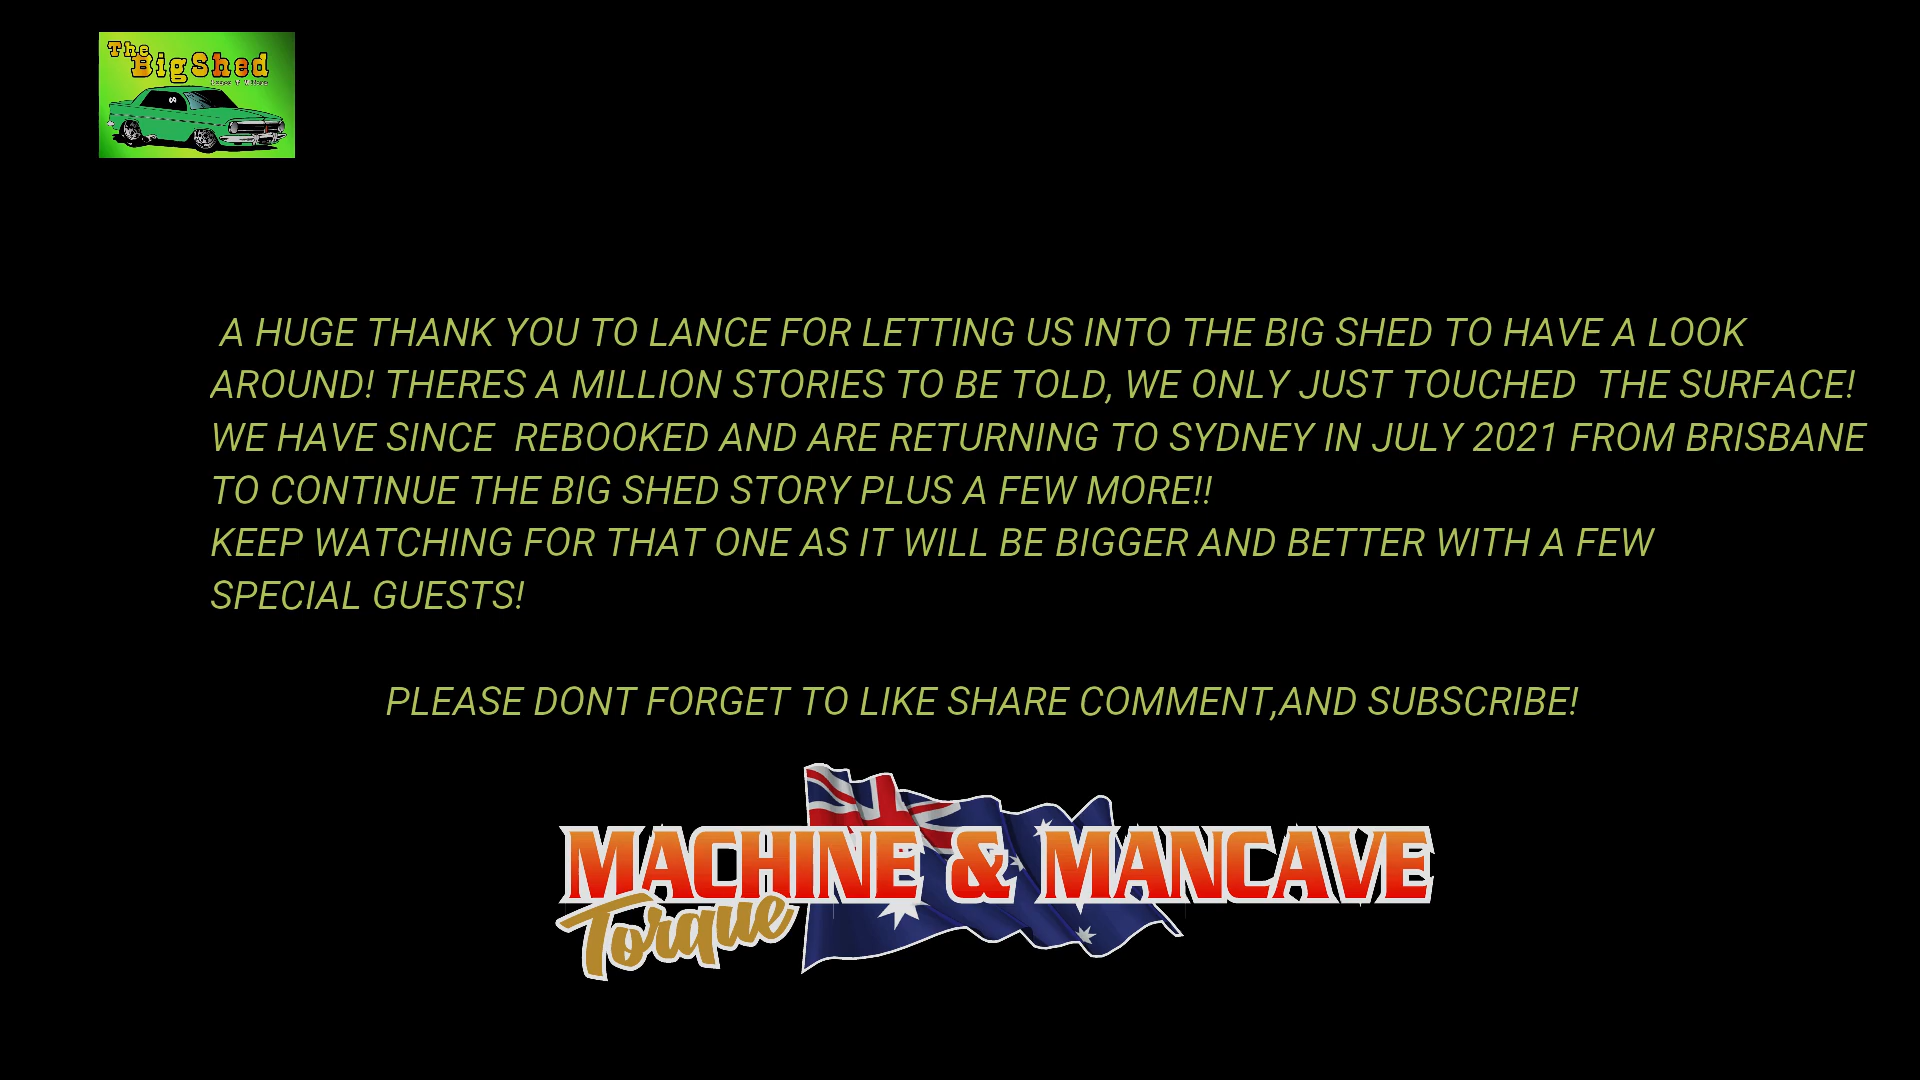 The
Big Shed
A HUGE THANK YOU TO LANCE FOR LETTING US INTO THE BIG SHED TO HAVE A LOOK
AROUND! THERES A MILLION STORIES TO BE TOLD, WE ONLY JUST TOUCHED THE SURFACE!
WE HAVE SINCE REBOOKED AND ARE RETURNING TO SYDNEY IN JULY 2021 FROM BRISBANE
TO CONTINUE THE BIG SHED STORY PLUS A FEW MORE!!
KEEP WATCHING FOR THAT ONE AS IT WILL BE BIGGER AND BETTER WITH A FEW
SPECIAL GUESTS!
PLEASE DONT FORGET TO LIKE SHARE COMMENT,AND SUBSCRIBE!
MACHINE & MANCAVE
Torque